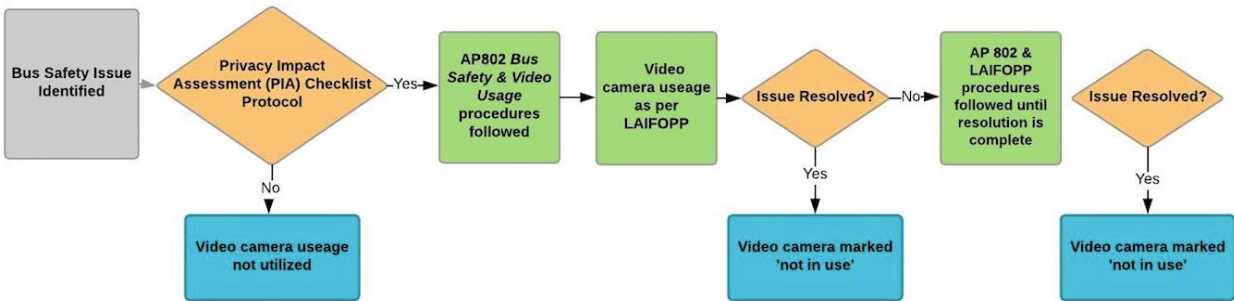 Bus Safety Issue
Identified
Privacy Impact
Assessment (PIA) Checklist
Protocol
Yes
AP802 Bus
Safety & Video
Usage
procedures
followed
Video
camera useage
as per
LAIFOPP
Issue Resolved?
No
AP 802 &
LAIFOPP
procedures
followed until
resolution is
complete
Issue Resolved?
No
Yes
Yes
Video camera useage
not utilized
Video camera marked
'not in use'
Video camera marked
'not in use'